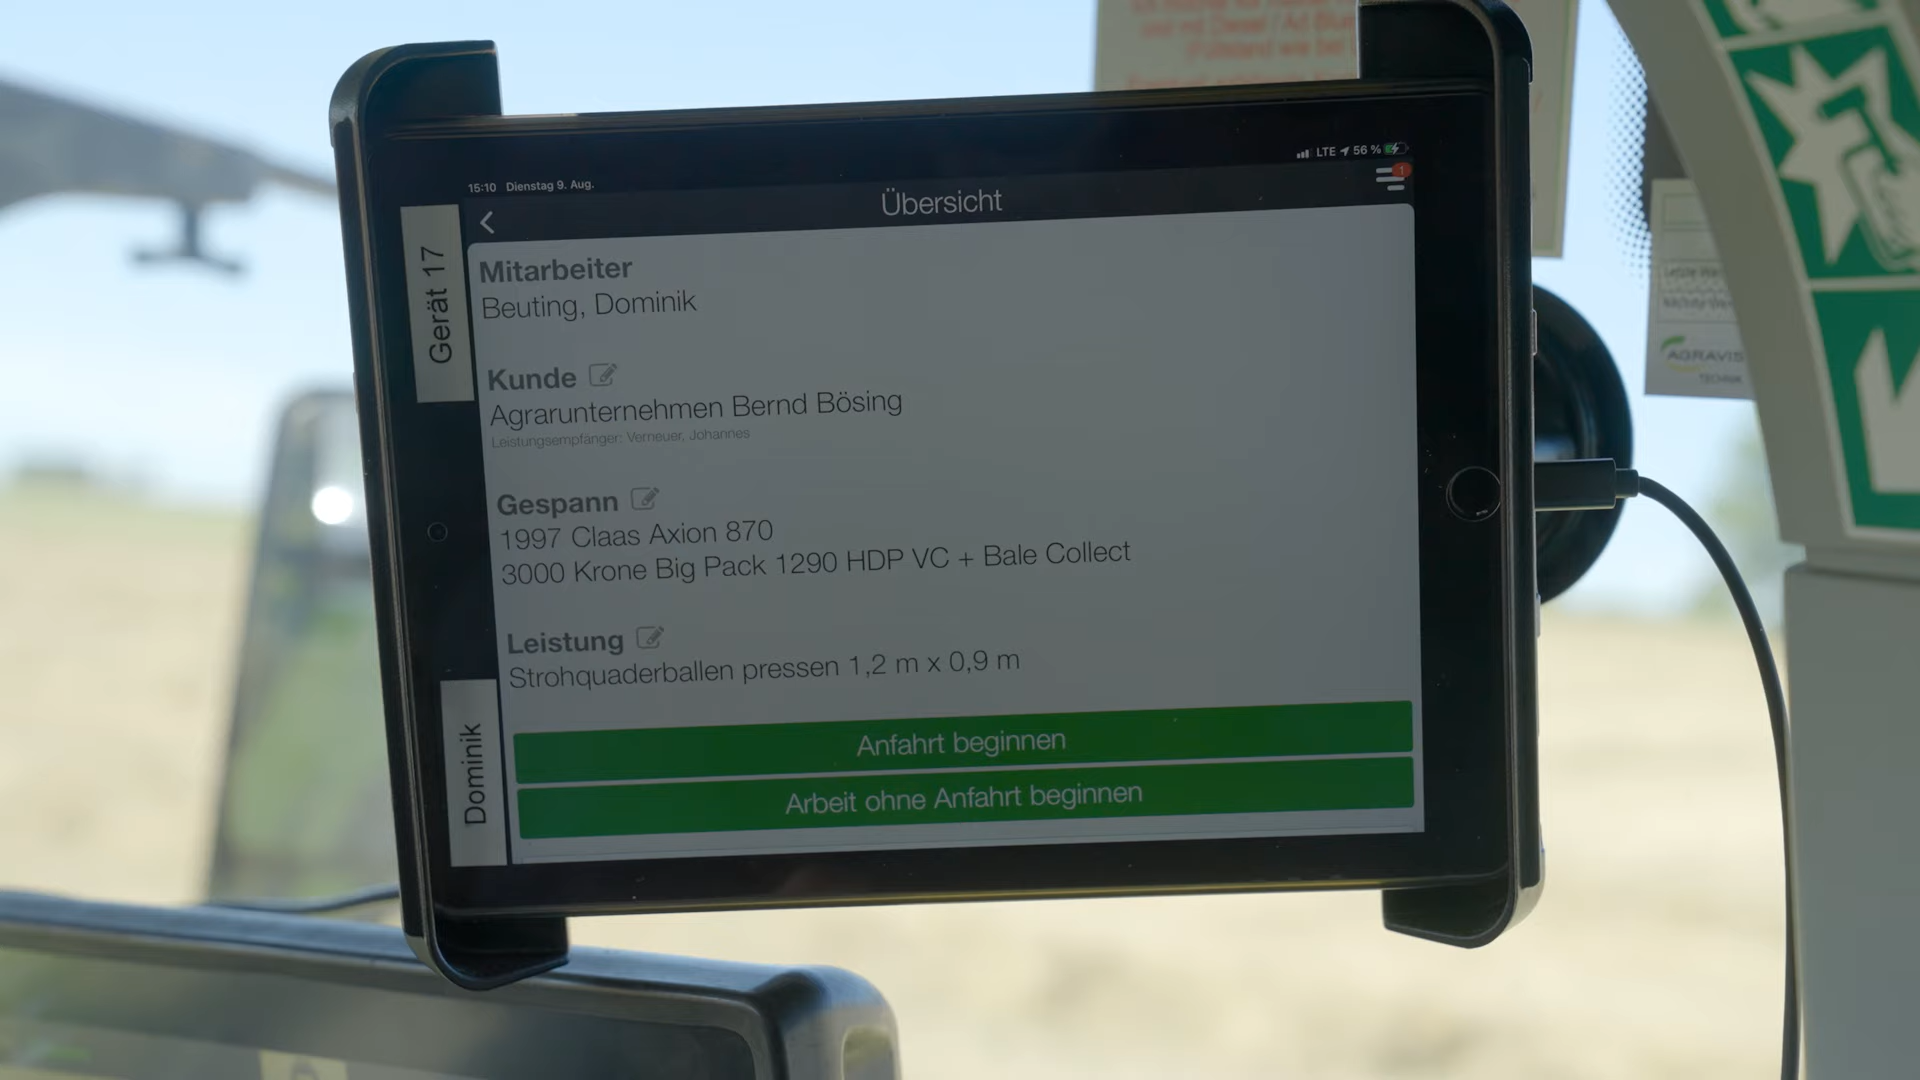 15:10 Dienstag 9. Aug.
LTE 56 %
Übersicht
1
Gerät 17
Mitarbeiter
Beuting, Dominik
Kunde
Agrarunternehmen Bernd Bösing
Leistungsempfänger: Verneuer, Johannes
Gespann
1997 Claas Axion 870
3000 Krone Big Pack 1290 HDP VC + Bale Collect
Leistung
Strohquaderballen pressen 1,2 m x 0,9 m
Dominik
Anfahrt beginnen
Arbeit ohne Anfahrt beginnen
AGRAVIS
TECHNIK